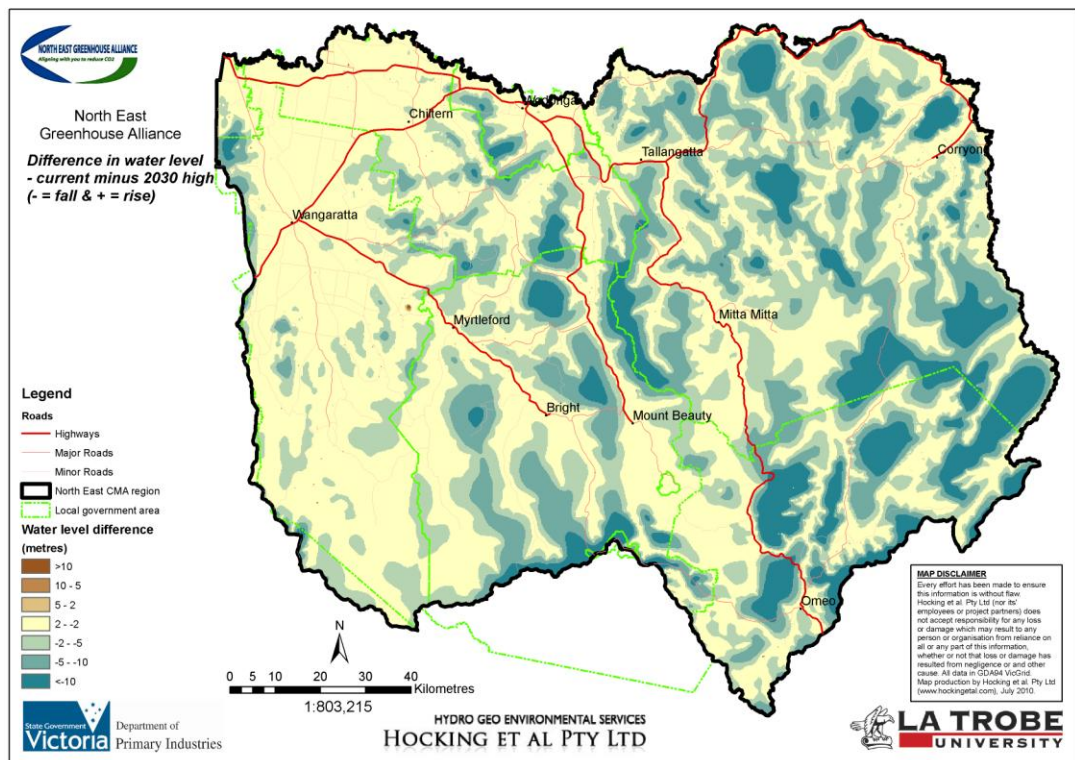 NORTH EAST GREENHOUSE ALLIANCE
Aligning with you to reduce CO2
North East
Greenhouse Alliance
Difference in water level
- current minus 2030 high
(- = fall & + = rise)
Chiltern
Wodonga
Tallangatta
Corryong
Wangaratta
Mitta Mitta
Myrtleford
Bright
Mount Beauty
Omeo
Legend
Roads
Highways
Major Roads
Minor Roads
North East CMA region
Local government area
Water level difference
(metres)
>10
10 - 5
5 - 2
2 - -2
-2 - -5
-5 - -10
<-10
N
0 5 10 20 30 40
Kilometres
1:803,215
MAP DISCLAIMER
Every effort has been made to ensure
this information is without flaw.
Hocking et al. Pty Ltd (nor its'
employees or project partners) does
not accept responsibility for any loss
or damage which may result to any
person or organisation from reliance on
all or any part of this information,
whether or not that loss or damage has
resulted from negligence or and other
cause. All data in GDA94 VicGrid.
Map production by Hocking et al. Pty Ltd
(www.hockingetal.com), July 2010.
State Government
Victoria
Department of
Primary Industries
HYDRO GEO ENVIRONMENTAL SERVICES
HOCKING ET AL PTY LTD
LA TROBE
UNIVERSITY